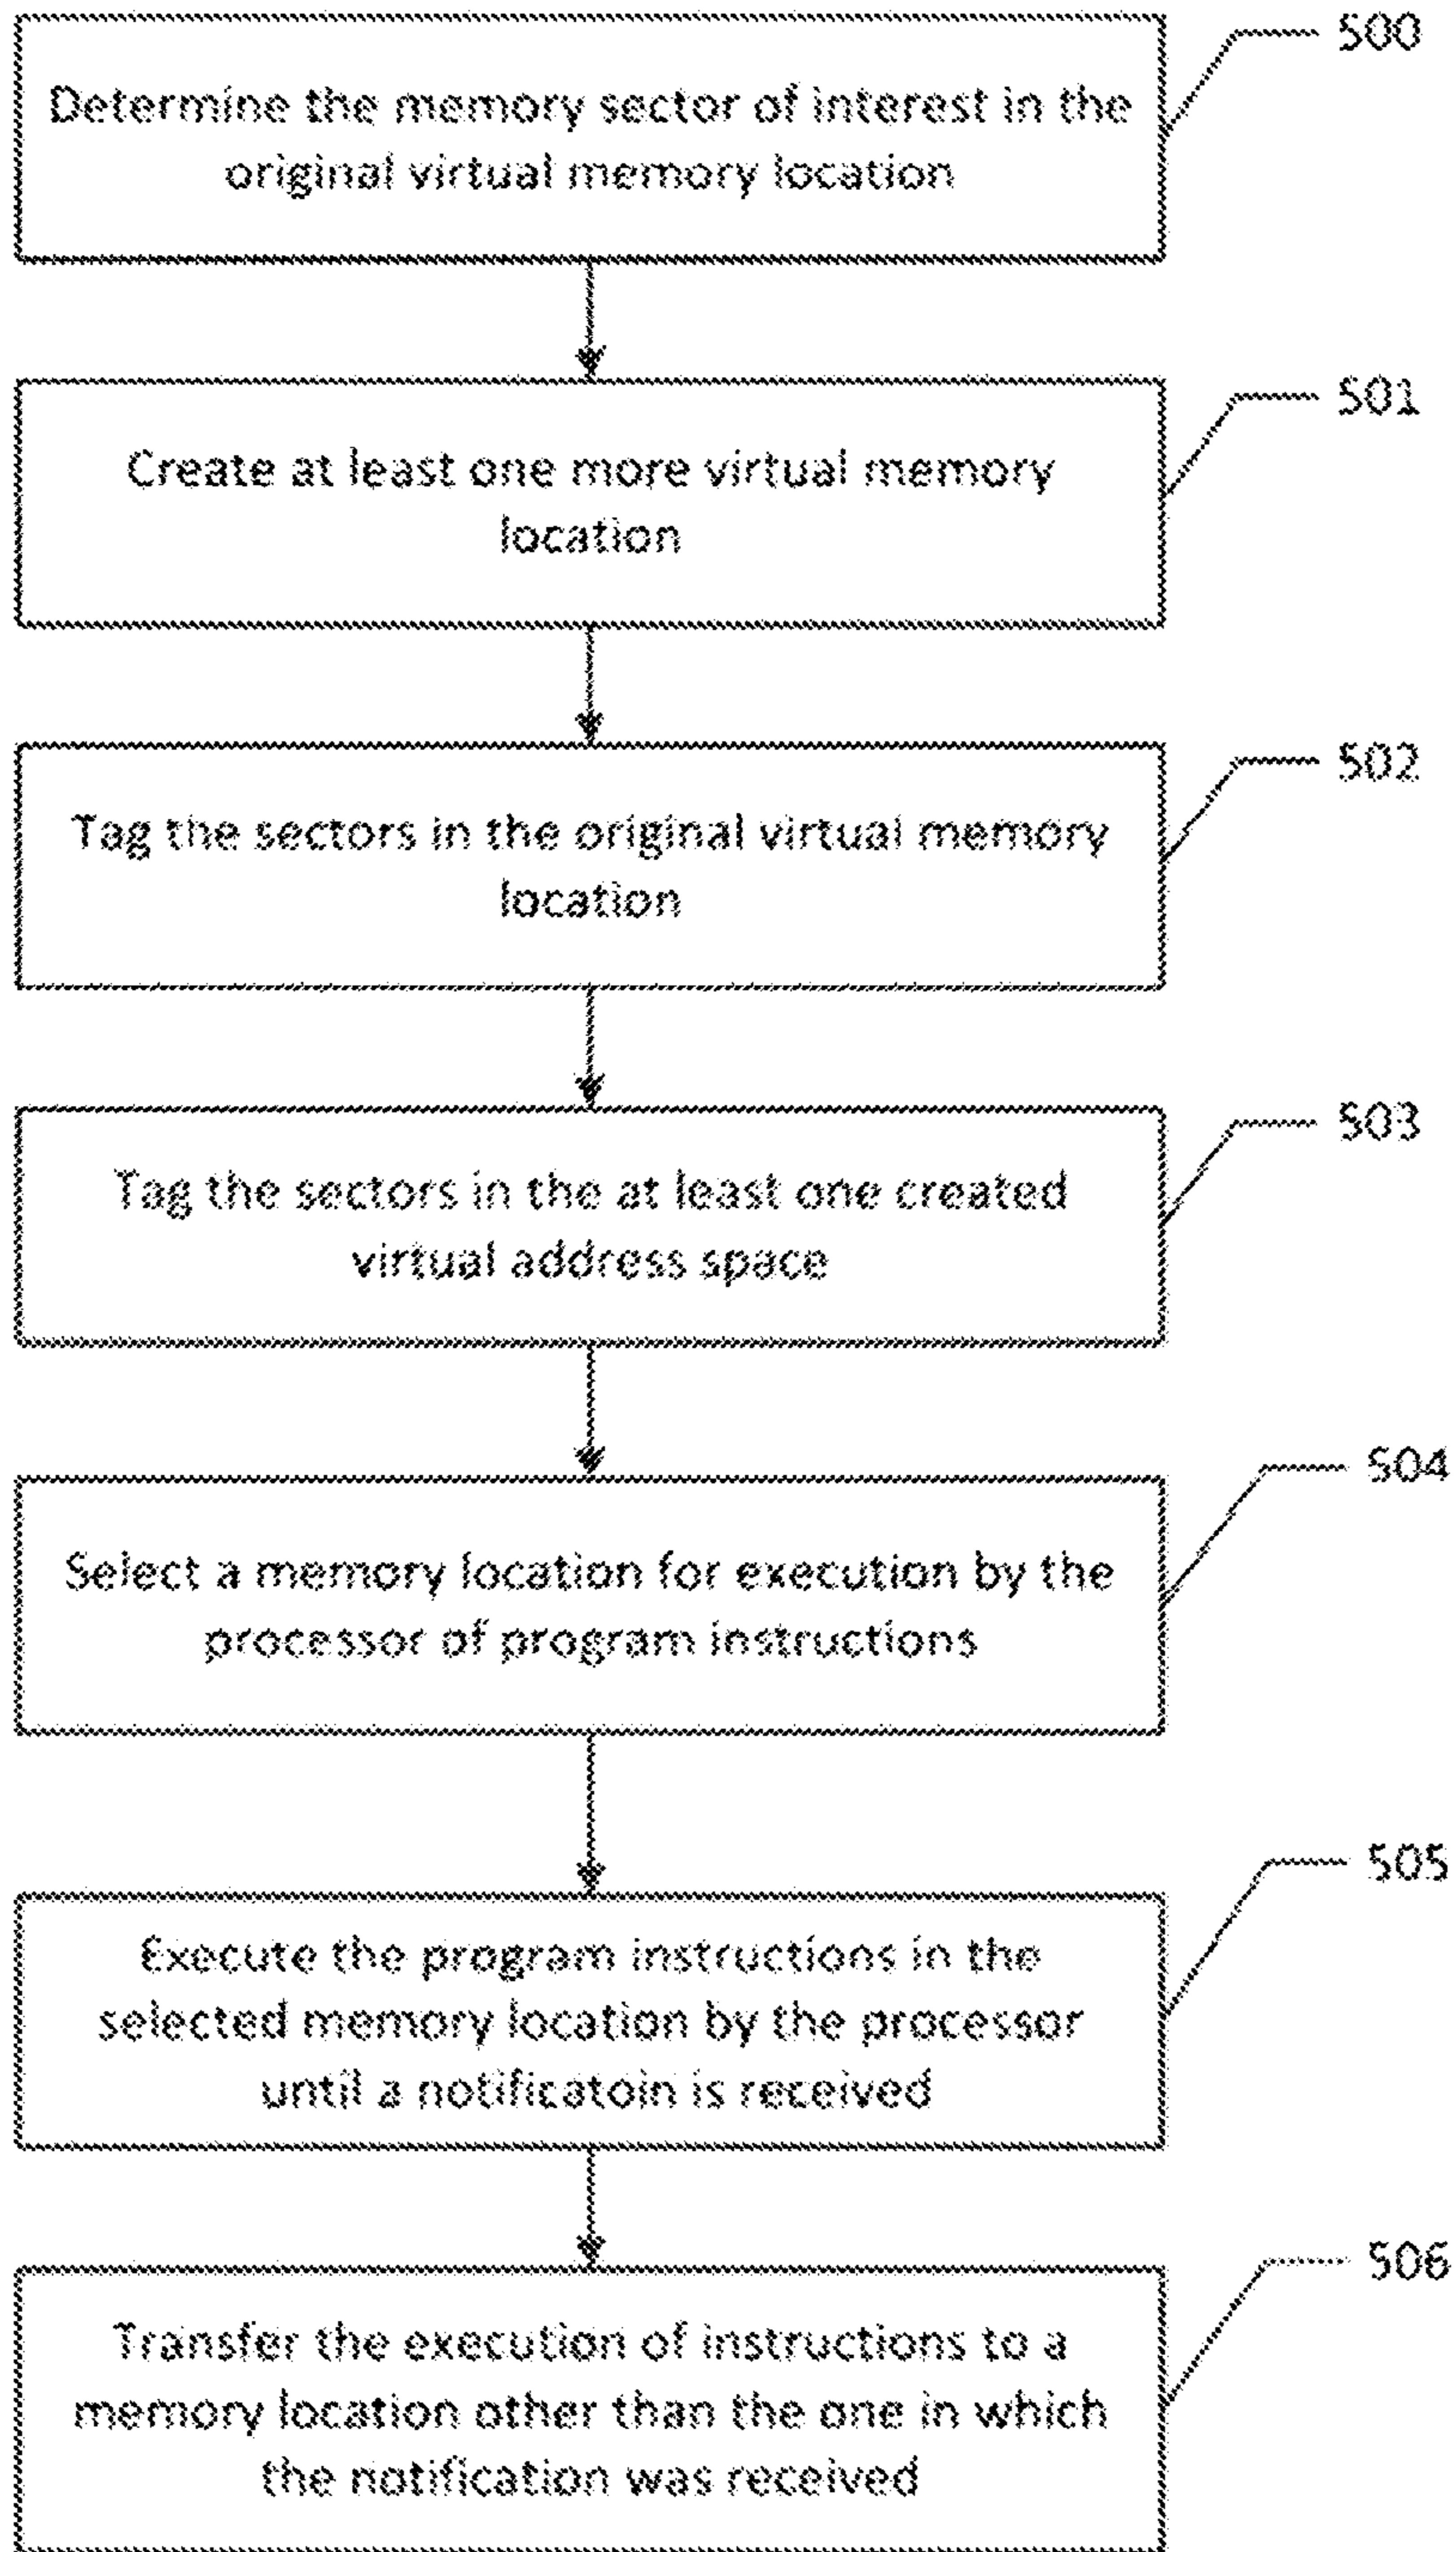 500
Determine the memory sector of interest in the
original virtual memory location
501
Create at least one more virtual memory
location
502
Tag the sectors in the original virtual memory
location
503
Tag the sectors in the at least one created
virtual address space
504
Select a memory location for execution by the
processor of program instructions
505
Execute the program instructions in the
selected memory location by the processor
until a notificatoin is received
506
Transfer the execution of instructions to a
memory location other than the one in which
the notification was received